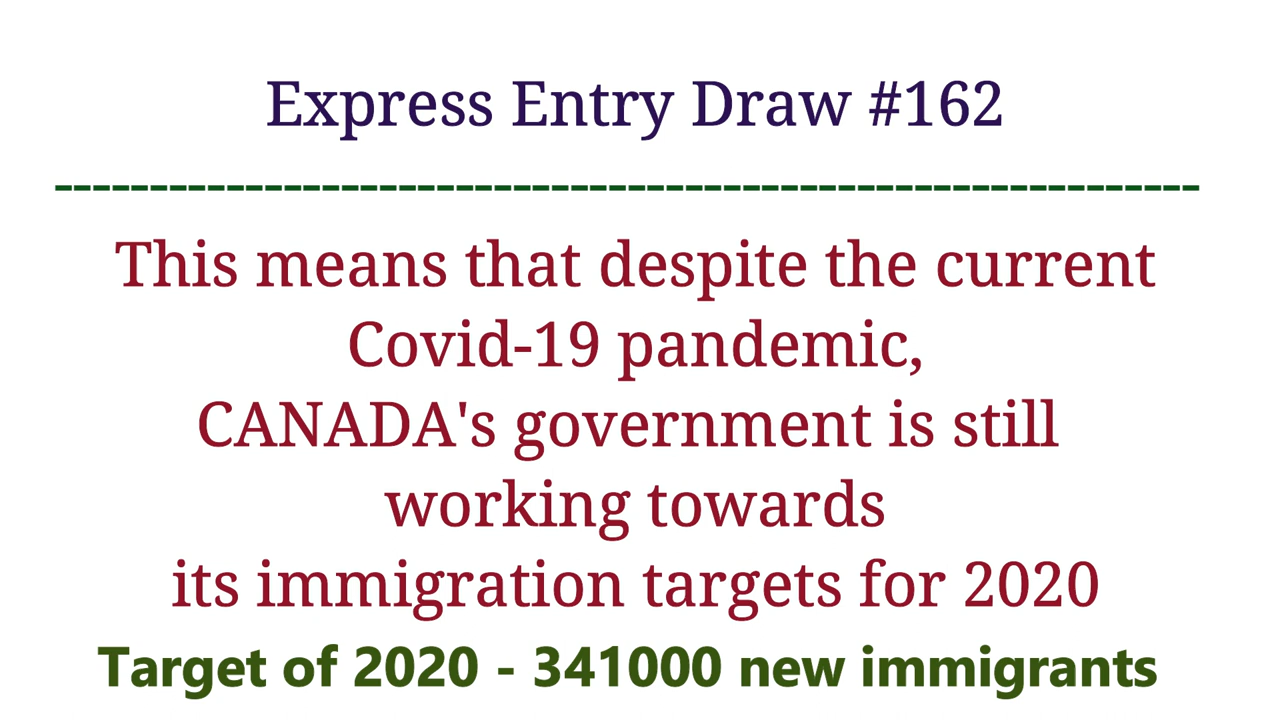 Express Entry Draw #162
------------------------------------------------------------
This means that despite the current
Covid-19 pandemic,
CANADA's government is still
working towards
its immigration targets for 2020
Target of 2020 - 341000 new immigrants